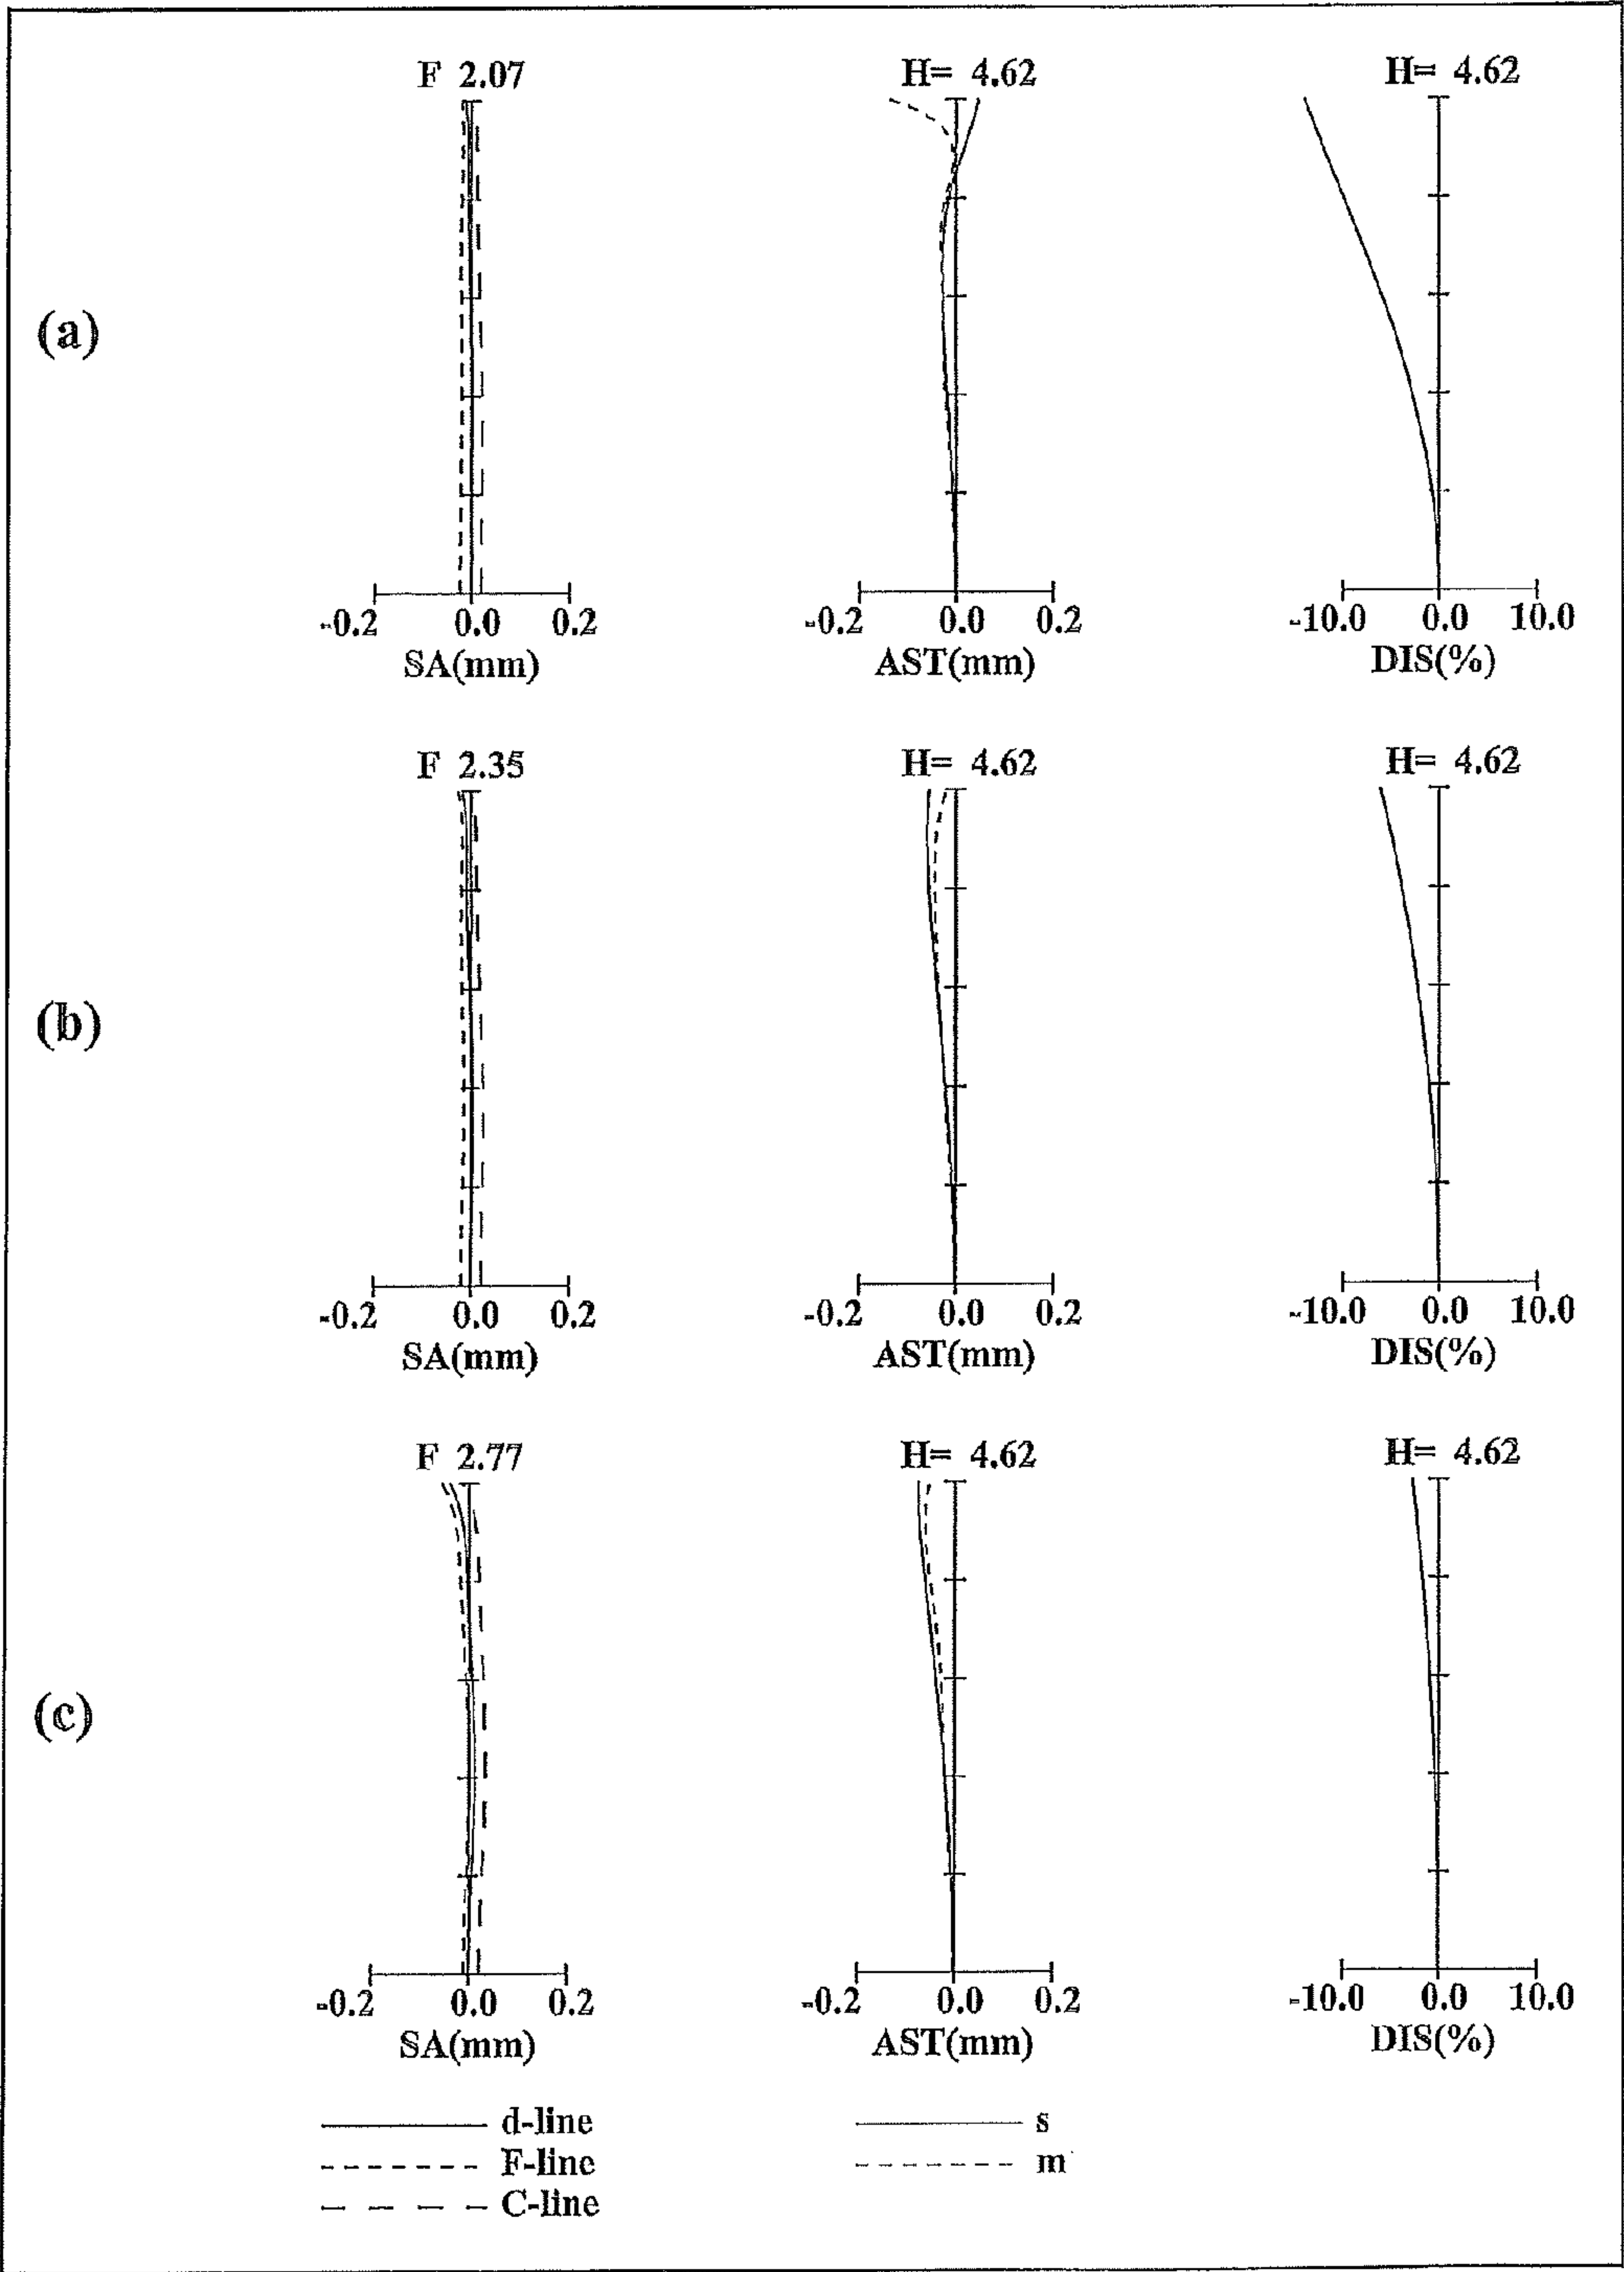 F 2.07 H= 4.62 H= 4.62
(a)
-0.2 0.0 0.2 -0.2 0.0 0.2 -10.0 0.0 10.0
SA(mm) AST(mm) DIS(%)
F 2.35 H= 4.62 H= 4.62
(b)
-0.2 0.0 0.2 -0.2 0.0 0.2 -10.0 0.0 10.0
SA(mm) AST(mm) DIS(%)
F 2.77 H= 4.62 H= 4.62
(c)
-0.2 0.0 0.2 -0.2 0.0 0.2 -10.0 0.0 10.0
SA(mm) AST(mm) DIS(%)
d-line s
F-line m
C-line